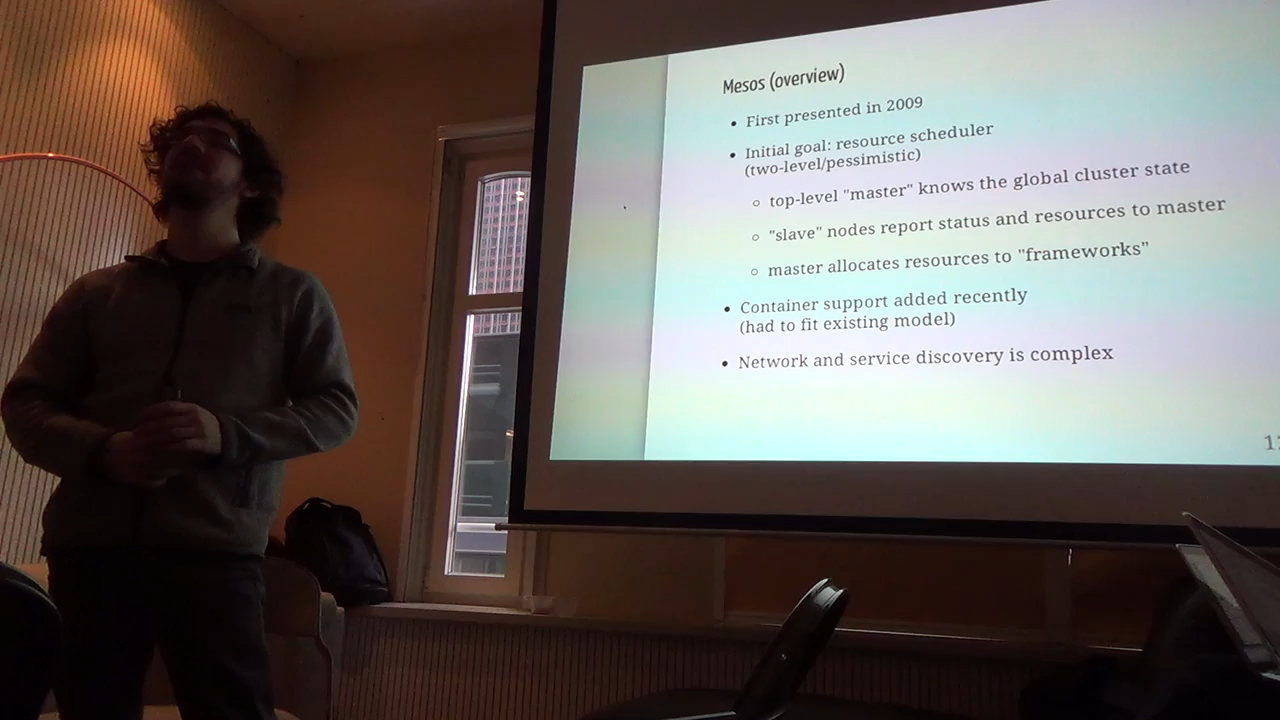 Mesos (overview)
• First presented in 2009
• Initial goal: resource scheduler
(two-level/pessimistic)
○ top-level "master" knows the global cluster state
○ "slave" nodes report status and resources to master
○ master allocates resources to "frameworks"
• Container support added recently
(had to fit existing model)
• Network and service discovery is complex